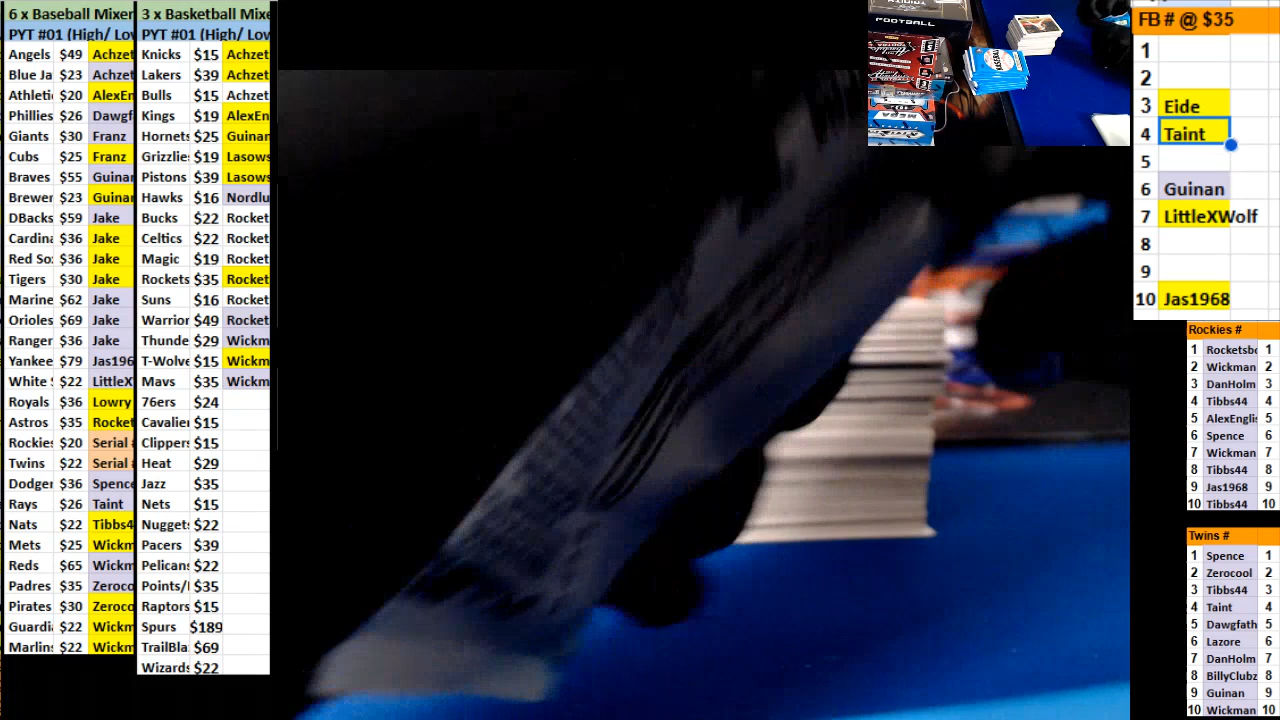 6 x Baseball Mixer
PYT #01 (High/ Lov
Angels $49 Achzet
Blue Ja $23 Achzet
Athletic $20 AlexEn
Phillies $26 Dawgf
Giants $30 Franz
Cubs $25 Franz
Braves $55 Guinar
Brewer $23 Guinar
DBacks $59 Jake
Cardina $36 Jake
Red So $36 Jake
Tigers $30 Jake
Marine $62 Jake
Orioles $69 Jake
Ranger $36 Jake
Yankee $79 Jas196
White S $22 LittleX
Royals $36 Lowry
Astros $35 Rocket
Rockies $20 Serial
Twins $22 Serial
Dodger $36 Spence
Rays $26 Taint
Nats $22 Tibbs4
Mets $25 Wickm
Reds $65 Wickm
Padres $35 Zeroco
Pirates $30 Zeroco
Guardi $22 Wickm
Marlins $22 Wickm
3 x Basketball Mixe
PYT #01 (High/ Lov
Knicks $15 Achzet
Lakers $39 Achzet
Bulls $15 Achzet
Kings $19 AlexEn
Hornets $25 Guinar
Grizzlies $19 Lasows
Pistons $39 Lasows
Hawks $16 Nordlu
Bucks $22 Rocket
Celtics $22 Rocket
Magic $19 Rocket
Rockets $35 Rocket
Suns $16 Rocket
Warrior $49 Rocket
Thunde $29 Wickm
T-Wolve $15 Wickm
Mavs $35 Wickm
76ers $24
Cavalier $15
Clippers $15
Heat $29
Jazz $35
Nets $15
Nuggets $22
Pacers $39
Pelican $22
Points/ $35
Raptors $15
Spurs $189
TrailBla $69
Wizards $22
FOOTBALL
MEGA
FB # @ $35
1
2
3 Eide
4 Taint
5
6 Guinan
7 LittleXWolf
8
9
10 Jas1968
Rockies #
1 Rocketsbo 1
2 Wickman 2
3 DanHolm 3
4 Tibbs44 4
5 AlexEnglis 5
6 Spence 6
7 Wickman 7
8 Tibbs44 8
9 Jas1968 9
10 Tibbs44 10
Twins #
1 Spence 1
2 Zerocool 2
3 Tibbs44 3
4 Taint 4
5 Dawgfath 5
6 Lazore 6
7 DanHolm 7
8 BillyClubz 8
9 Guinan 9
10 Wickman 10